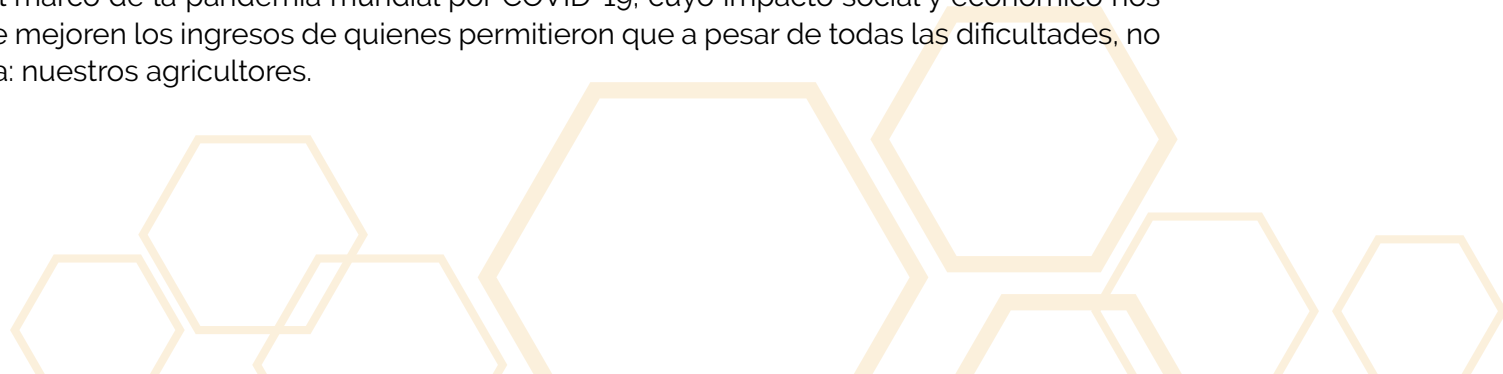 marco de la pandemia mundial por COVID-19, cuyo impacto social y económico nos
mejoren los ingresos de quienes permitieron que a pesar de todas las dificultades, no
a: nuestros agricultores.